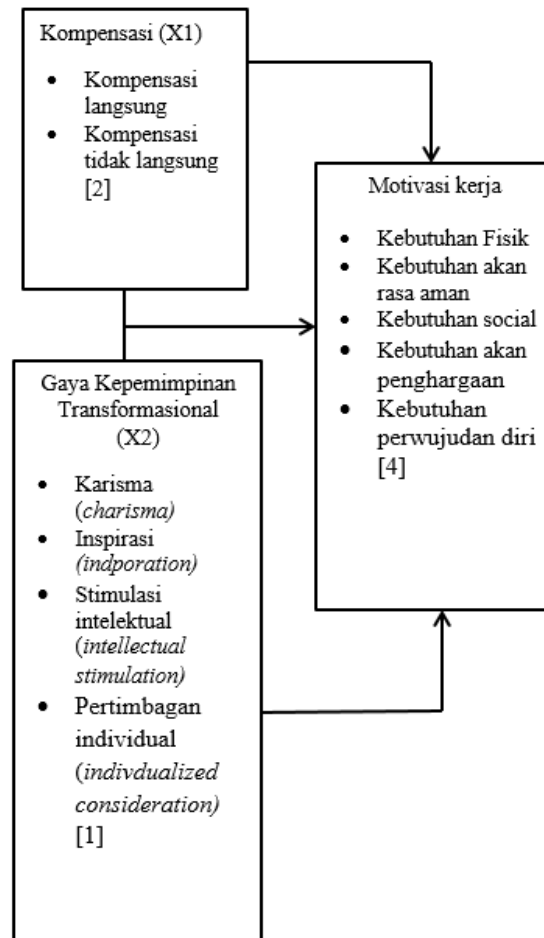 Kompensasi (X1)
• Kompensasi
langsung
• Kompensasi
tidak langsung
[2]
Motivasi kerja
• Kebutuhan Fisik
• Kebutuhan akan
rasa aman
• Kebutuhan social
• Kebutuhan akan
penghargaan
• Kebutuhan
perwujudan diri
[4]
Gaya Kepemimpinan
Transformasional
(X2)
• Karisma
(charisma)
• Inspirasi
(indporation)
• Stimulasi
intelektual
(intellectual
stimulation)
• Pertimbagan
individual
(indivdualized
consideration)
[1]